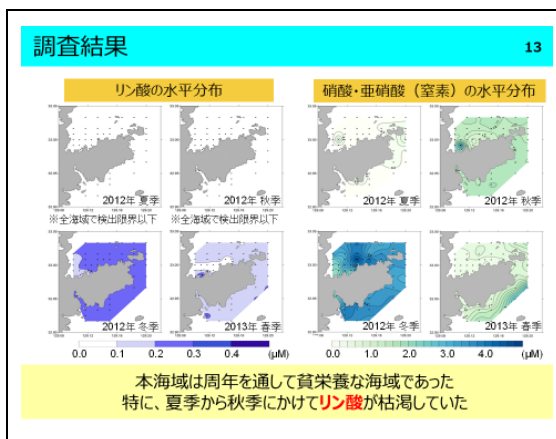 調査結果
13
リン酸の水平分布
硝酸・亜硝酸（窒素）の水平分布
2012年 夏季
2012年 秋季
2012年 夏季
2012年 秋季
※全海域で検出限界以下
※全海域で検出限界以下
2012年 冬季
2013年 春季
2012年 冬季
2013年 春季
0.0 0.1 0.2 0.3 0.4 (μM)
0.0 1.0 2.0 3.0 4.0 (μM)
本海域は周年を通して貧栄養な海域であった
特に、夏季から秋季にかけてリン酸が枯渇していた